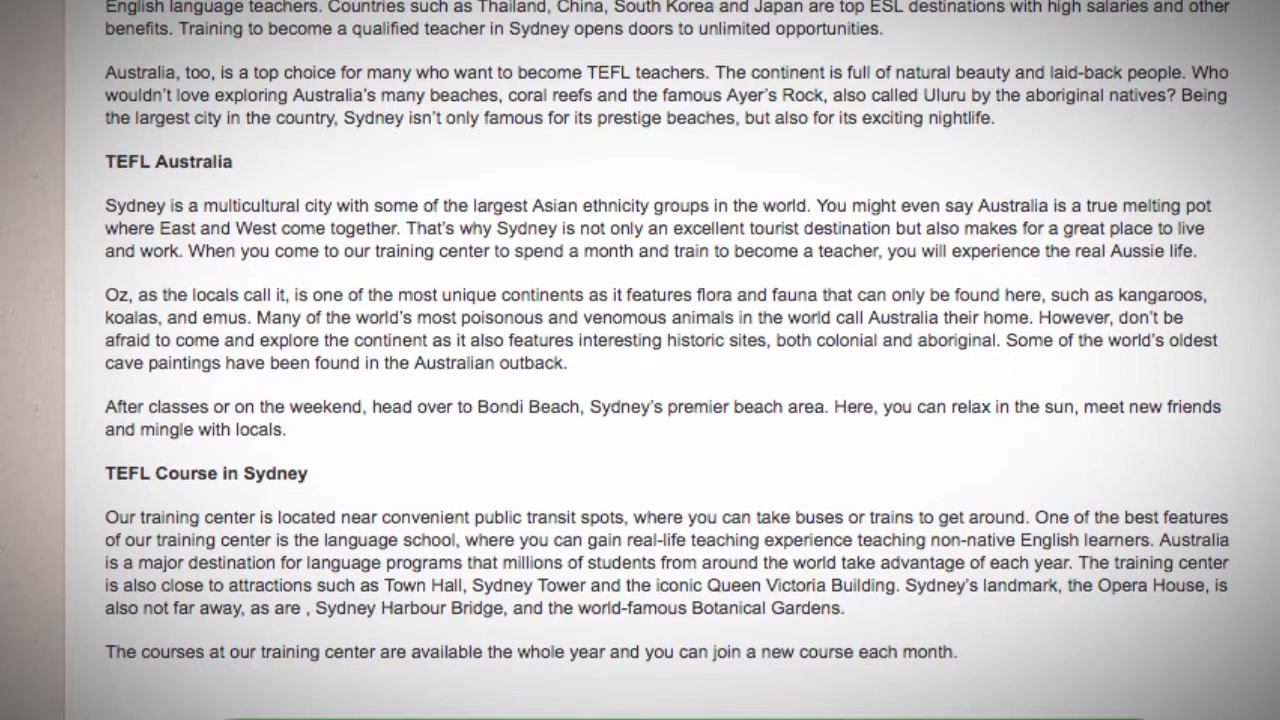 English language teachers. Countries such as Thailand, China, South Korea and Japan are top ESL destinations with high salaries and other
benefits. Training to become a qualified teacher in Sydney opens doors to unlimited opportunities.
Australia, too, is a top choice for many who want to become TEFL teachers. The continent is full of natural beauty and laid-back people. Who
wouldn't love exploring Australia's many beaches, coral reefs and the famous Ayer's Rock, also called Uluru by the aboriginal natives? Being
the largest city in the country, Sydney isn't only famous for its prestige beaches, but also for its exciting nightlife.
TEFL Australia
Sydney is a multicultural city with some of the largest Asian ethnicity groups in the world. You might even say Australia is a true melting pot
where East and West come together. That's why Sydney is not only an excellent tourist destination but also makes for a great place to live
and work. When you come to our training center to spend a month and train to become a teacher, you will experience the real Aussie life.
Oz, as the locals call it, is one of the most unique continents as it features flora and fauna that can only be found here, such as kangaroos,
koalas, and emus. Many of the world's most poisonous and venomous animals in the world call Australia their home. However, don't be
afraid to come and explore the continent as it also features interesting historic sites, both colonial and aboriginal. Some of the world's oldest
cave paintings have been found in the Australian outback.
After classes or on the weekend, head over to Bondi Beach, Sydney's premier beach area. Here, you can relax in the sun, meet new friends
and mingle with locals.
TEFL Course in Sydney
Our training center is located near convenient public transit spots, where you can take buses or trains to get around. One of the best features
of our training center is the language school, where you can gain real-life teaching experience teaching non-native English learners. Australia
is a major destination for language programs that millions of students from around the world take advantage of each year. The training center
is also close to attractions such as Town Hall, Sydney Tower and the iconic Queen Victoria Building. Sydney's landmark, the Opera House, is
also not far away, as are , Sydney Harbour Bridge, and the world-famous Botanical Gardens.
The courses at our training center are available the whole year and you can join a new course each month.